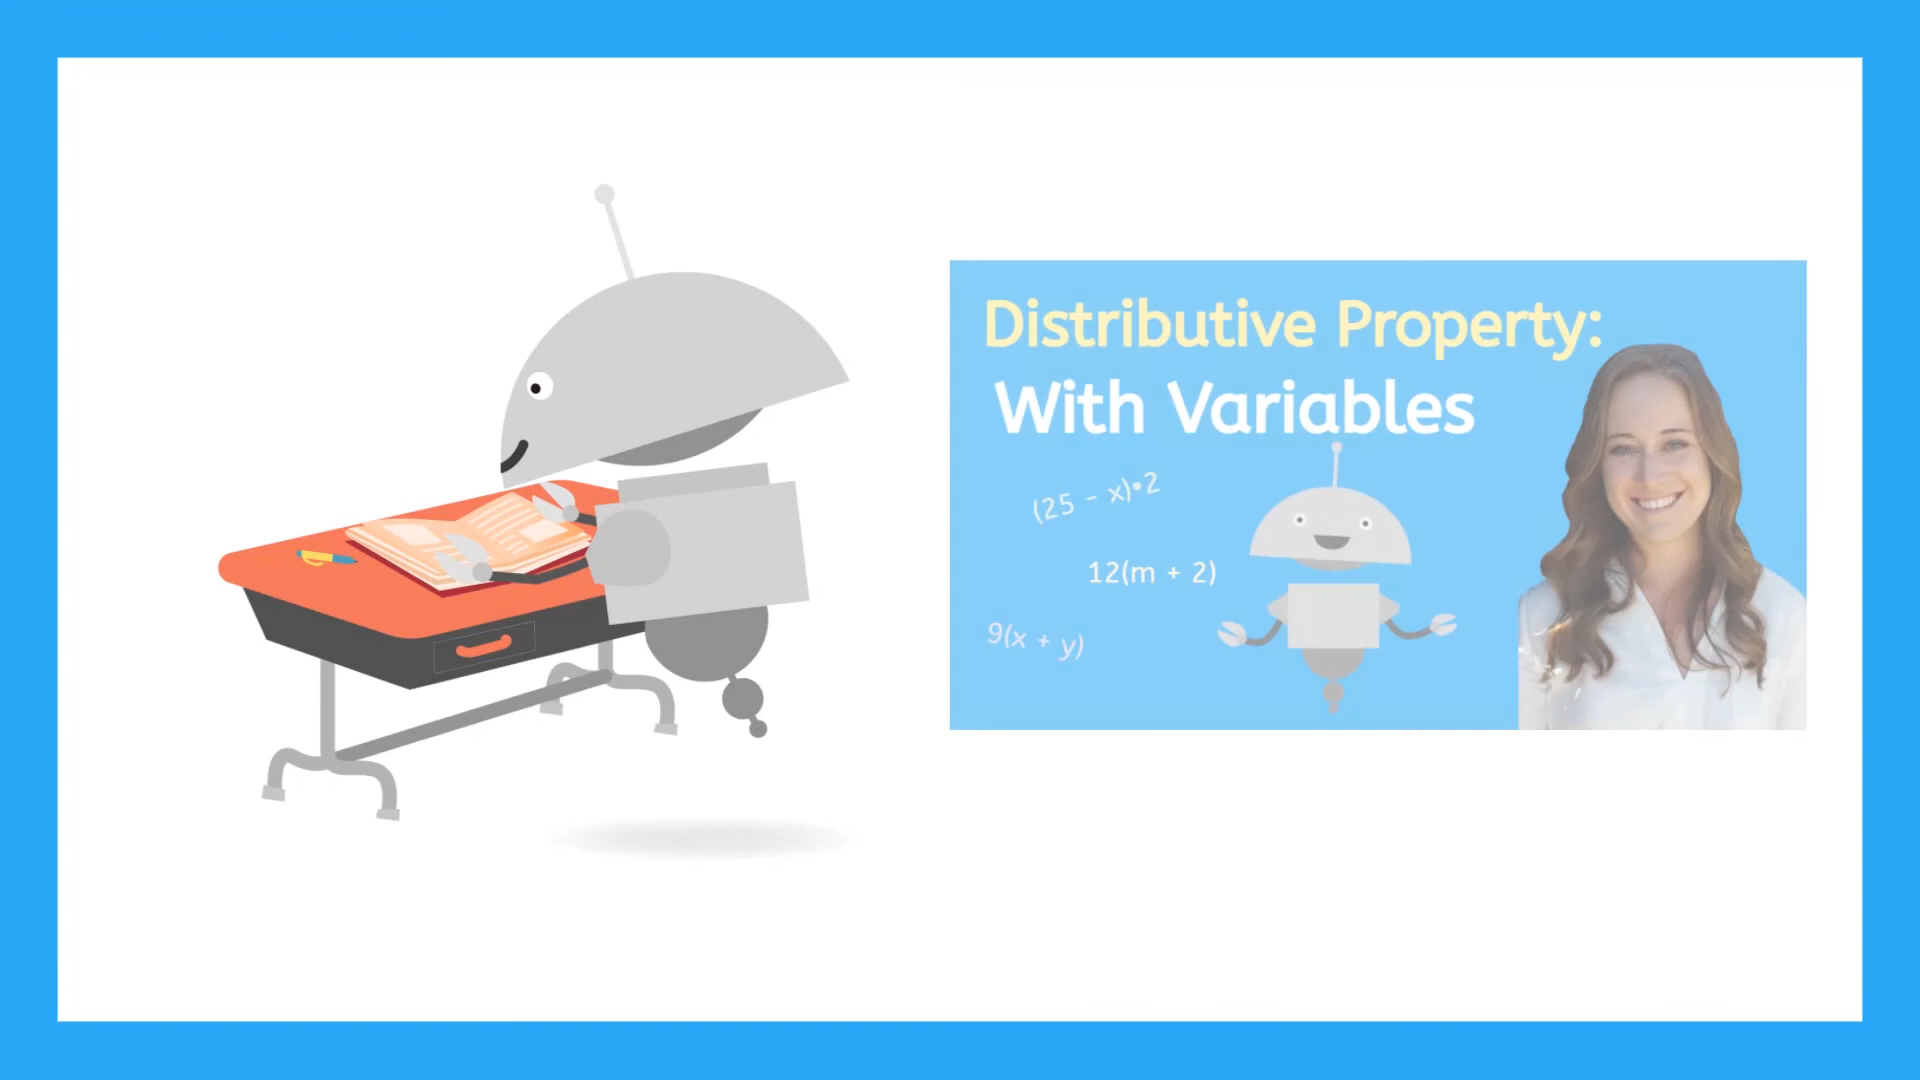 Distributive Property:
With Variables
(25 - x)•2
12(m + 2)
9(x + y)